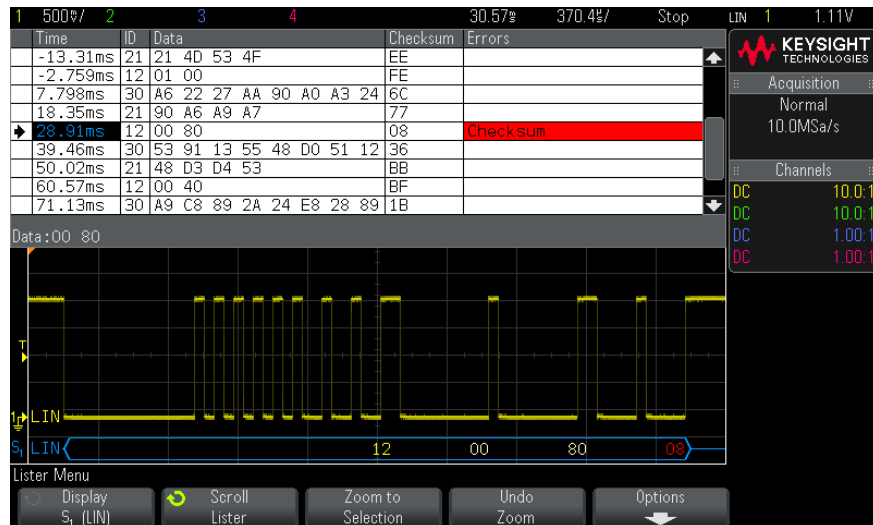 1 500♉/ 2 3 4 30.57s 370.4s/ Stop LIN 1 1.11V
Time ID Data Checksum Errors
-13.31ms 21 21 4D 53 4F EE
-2.759ms 12 01 00 FE
7.798ms 30 A6 22 27 AA 90 A0 A3 24 6C
18.35ms 21 90 A6 A9 A7 77
28.91ms 12 00 80 08 Checksum
39.46ms 30 53 91 13 55 48 D0 51 12 36
50.02ms 21 48 D3 D4 53 BB
60.57ms 12 00 40 BF
71.13ms 30 A9 C8 89 2A 24 E8 28 89 1B
Data:00 80
KEYSIGHT
TECHNOLOGIES
Acquisition
Normal
10.0MSa/s
Channels
DC 10.0:1
DC 10.0:1
DC 1.00:1
DC 1.00:1
T
1 LIN
S1 LIN 12 00 80 08
Lister Menu
Display
S1 (LIN)
Scroll
Lister
Zoom to
Selection
Undo
Zoom
Options